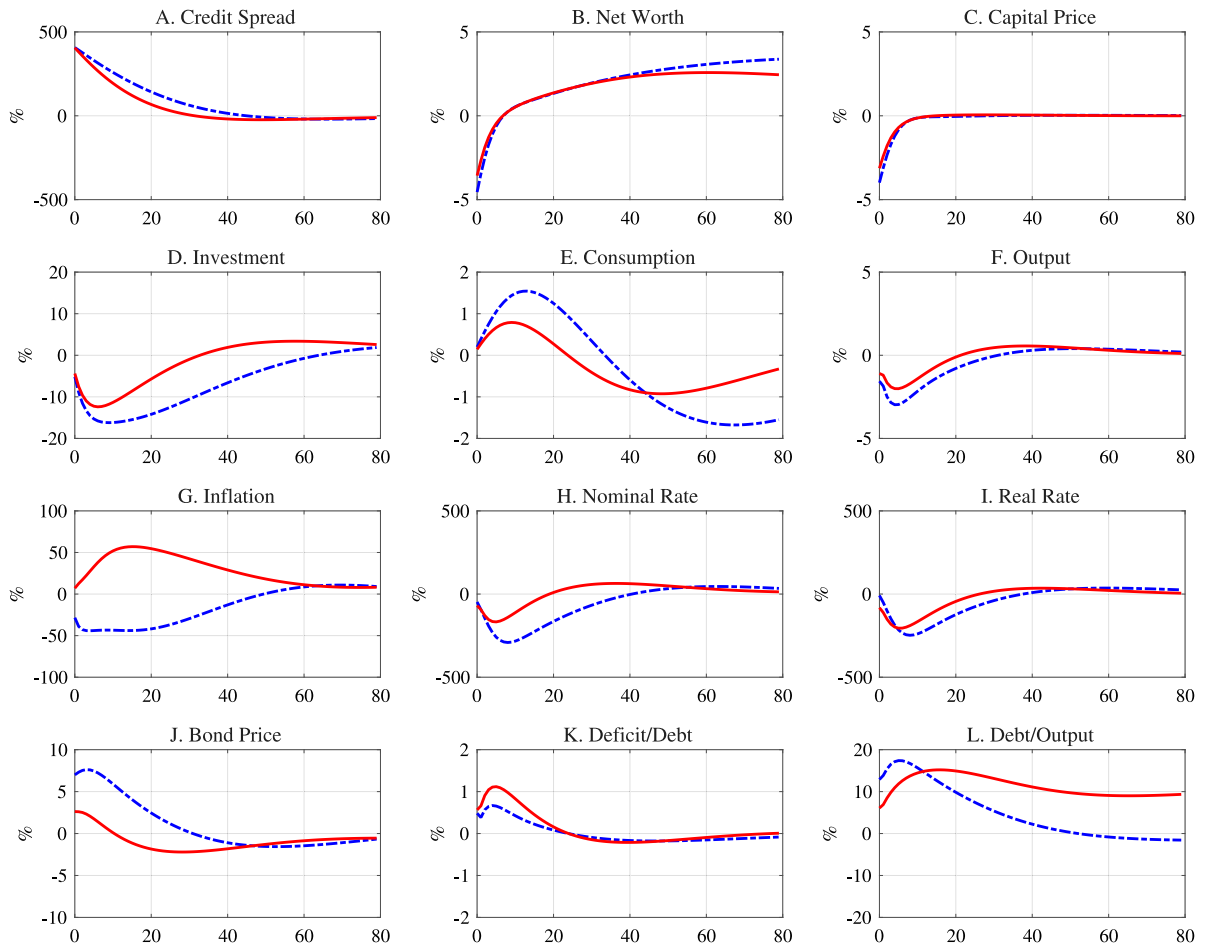 A. Credit Spread
500
0
-500
%
0 20 40 60 80
B. Net Worth
5
0
-5
%
0 20 40 60 80
C. Capital Price
5
0
-5
%
0 20 40 60 80
D. Investment
20
10
0
-10
-20
%
0 20 40 60 80
E. Consumption
2
1
0
-1
-2
%
0 20 40 60 80
F. Output
5
0
-5
%
0 20 40 60 80
G. Inflation
100
50
0
-50
-100
%
0 20 40 60 80
H. Nominal Rate
500
0
-500
%
0 20 40 60 80
I. Real Rate
500
0
-500
%
0 20 40 60 80
J. Bond Price
10
5
0
-5
-10
%
0 20 40 60 80
K. Deficit/Debt
2
1
0
-1
-2
%
0 20 40 60 80
L. Debt/Output
20
10
0
-10
-20
%
0 20 40 60 80